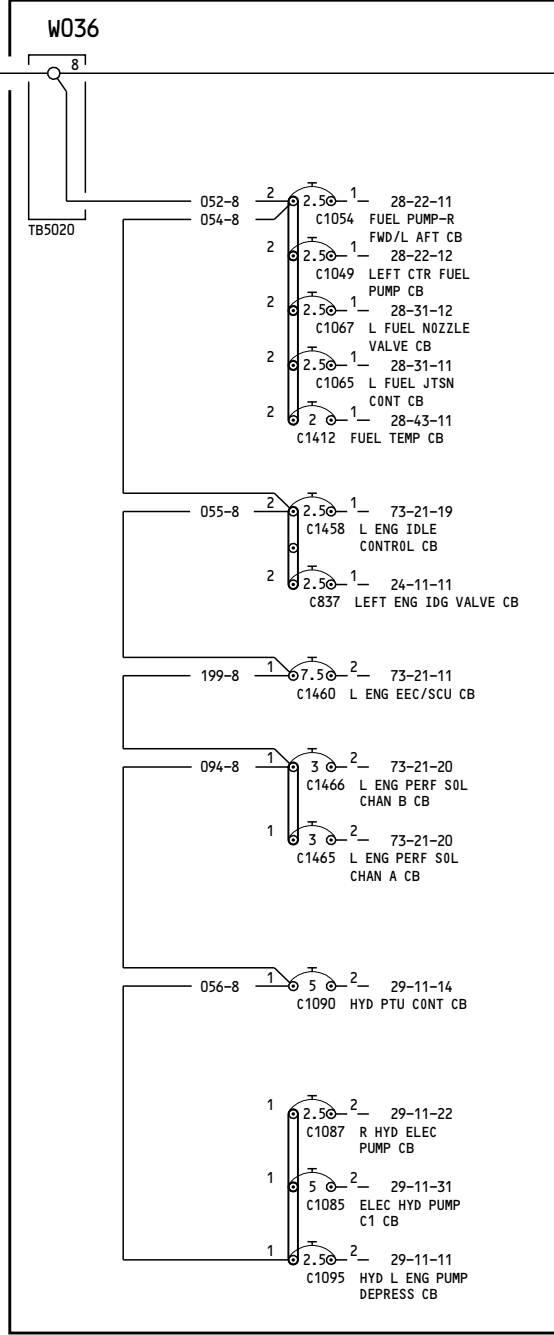 W036
8
TB5020
052-8 2 2.5 1 28-22-11
054-8 C1054 FUEL PUMP-R
FWD/L AFT CB
2 2.5 1 28-22-12
C1049 LEFT CTR FUEL
PUMP CB
2 2.5 1 28-31-12
C1067 L FUEL NOZZLE
VALVE CB
2 2.5 1 28-31-11
C1065 L FUEL JTSN
CONT CB
2 2 1 28-43-11
C1412 FUEL TEMP CB
055-8 2 2.5 1 73-21-19
C1458 L ENG IDLE
CONTROL CB
2 2.5 1 24-11-11
C837 LEFT ENG IDG VALVE CB
199-8 1 7.5 2 73-21-11
C1460 L ENG EEC/SCU CB
094-8 1 3 2 73-21-20
C1466 L ENG PERF SOL
CHAN B CB
1 3 2 73-21-20
C1465 L ENG PERF SOL
CHAN A CB
056-8 1 5 2 29-11-14
C1090 HYD PTU CONT CB
1 2.5 2 29-11-22
C1087 R HYD ELEC
PUMP CB
1 5 2 29-11-31
C1085 ELEC HYD PUMP
C1 CB
1 2.5 2 29-11-11
C1095 HYD L ENG PUMP
DEPRESS CB